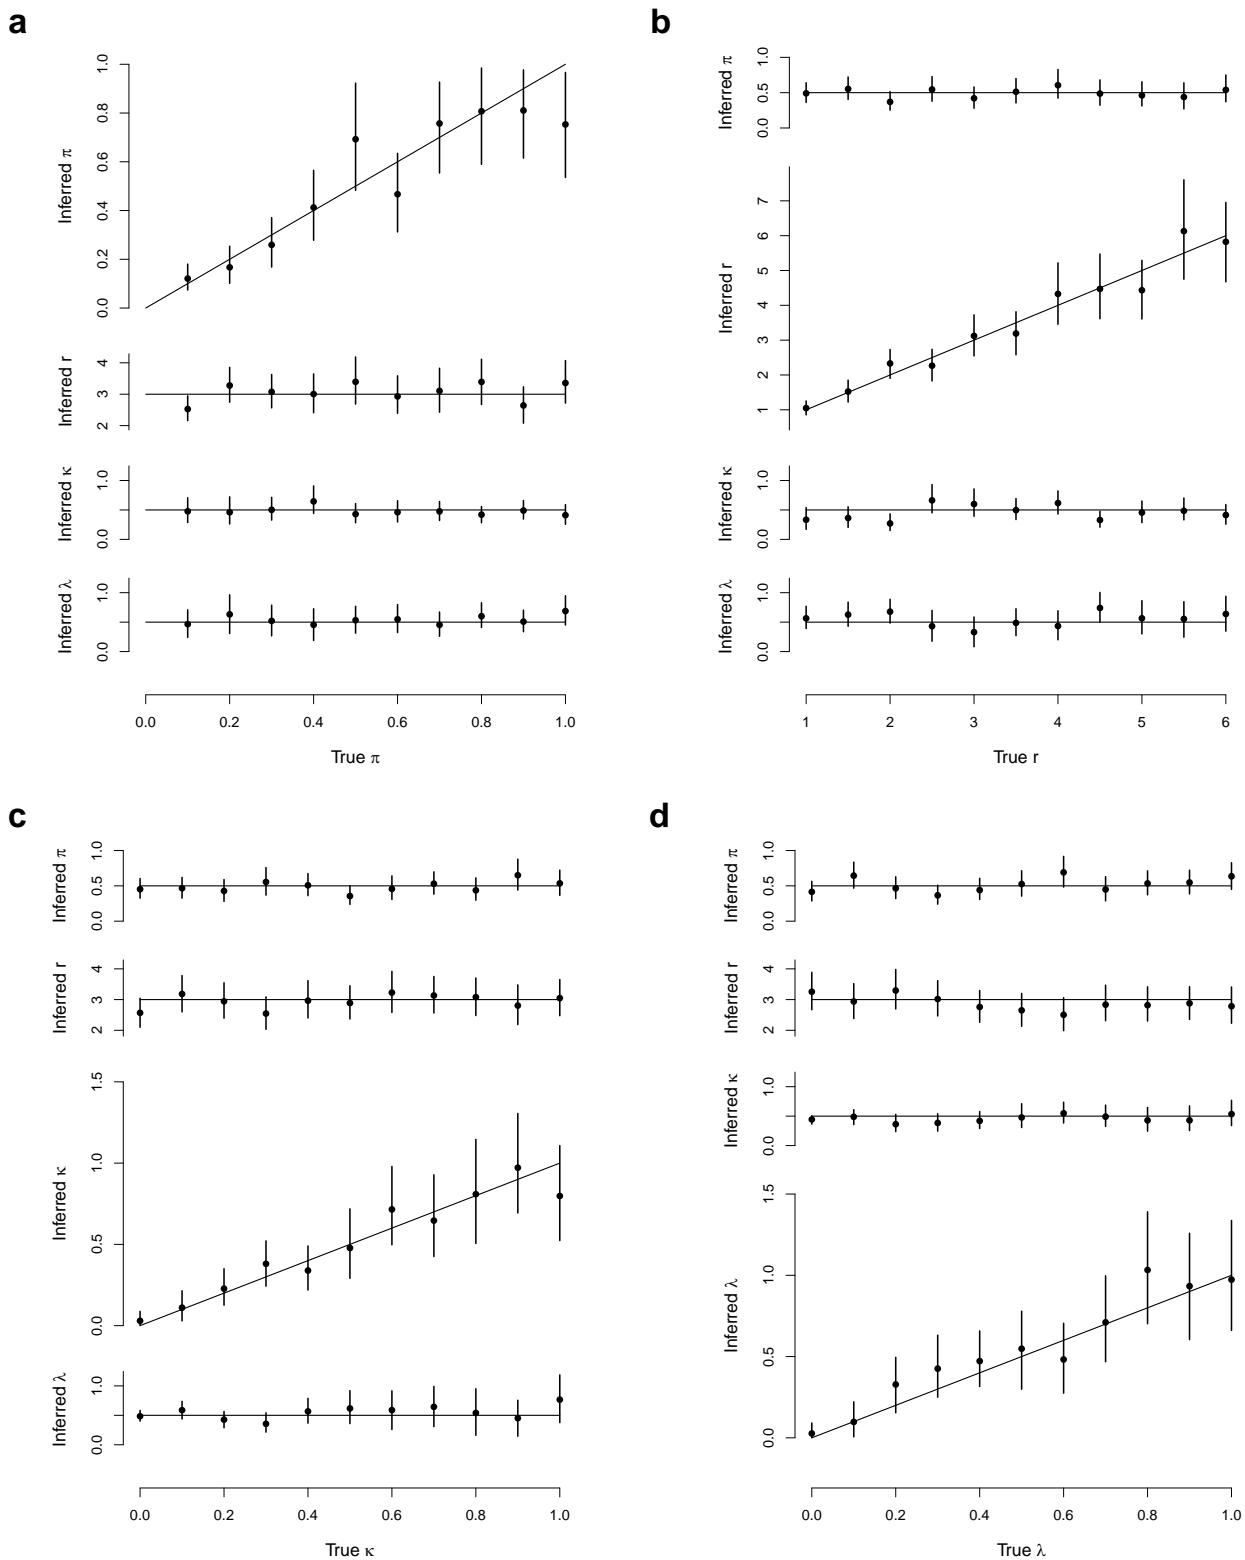 a
Inferred π
0.0 0.2 0.4 0.6 0.8 1.0
Inferred r
2 3 4
Inferred κ
0.0 1.0
Inferred λ
0.0 1.0
0.0 0.2 0.4 0.6 0.8 1.0
True π
b
Inferred π
0.0 0.5 1.0
Inferred r
1 2 3 4 5 6 7
Inferred κ
0.0 1.0
Inferred λ
0.0 1.0
1 2 3 4 5 6
True r
c
Inferred π
0.0 0.5 1.0
Inferred r
2 3 4
Inferred κ
0.0 0.5 1.0 1.5
Inferred λ
0.0 1.0
0.0 0.2 0.4 0.6 0.8 1.0
True κ
d
Inferred π
0.0 0.5 1.0
Inferred r
2 3 4
Inferred κ
0.0 1.0
Inferred λ
0.0 0.5 1.0 1.5
0.0 0.2 0.4 0.6 0.8 1.0
True λ